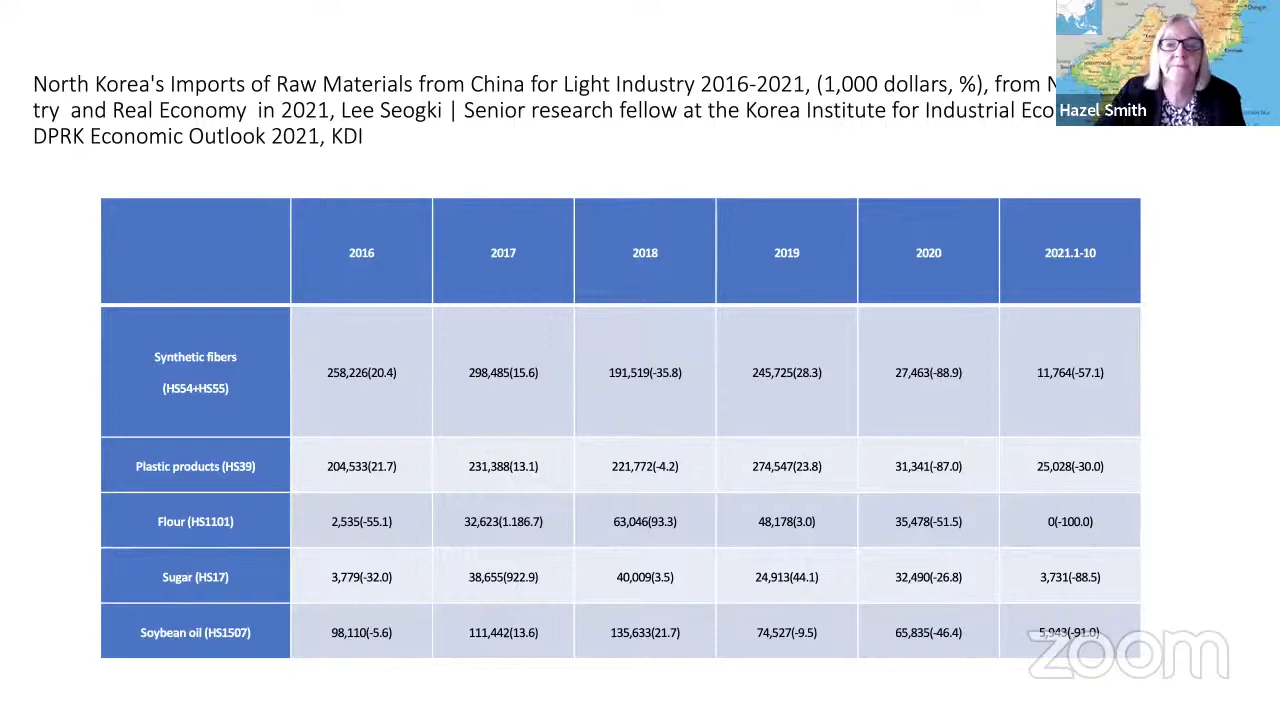 North Korea's Imports of Raw Materials from China for Light Industry 2016-2021, (1,000 dollars, %), from
try and Real Economy in 2021, Lee Seogki | Senior research fellow at the Korea Institute for Industrial
DPRK Economic Outlook 2021, KDI
Hazel Smith
2016 2017 2018 2019 2020 2021.1-10
Synthetic fibers
(HS54+HS55) 258,226(20.4) 298,485(15.6) 191,519(-35.8) 245,725(28.3) 27,463(-88.9) 11,764(-57.1)
Plastic products (HS39) 204,533(21.7) 231,388(13.1) 221,772(-4.2) 274,547(23.8) 31,341(-87.0) 25,028(-30.0)
Flour (HS1101) 2,535(-55.1) 32,623(1.186.7) 63,046(93.3) 48,178(3.0) 35,478(-51.5) 0(-100.0)
Sugar (HS17) 3,779(-32.0) 38,655(922.9) 40,009(3.5) 24,913(44.1) 32,490(-26.8) 3,731(-88.5)
Soybean oil (HS1507) 98,110(-5.6) 111,442(13.6) 135,633(21.7) 74,527(-9.5) 65,835(-46.4) 5,943(-91.0)
zoom